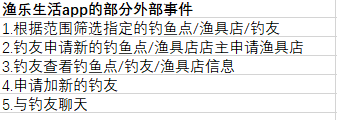 渔乐生活app的部分外部事件
1.根据范围筛选指定的钓鱼点/渔具店/钓友
2.钓友申请新的钓鱼点/渔具店店主申请渔具店
3.钓友查看钓鱼点/钓友/渔具店信息
4.申请加新的钓友
5.与钓友聊天